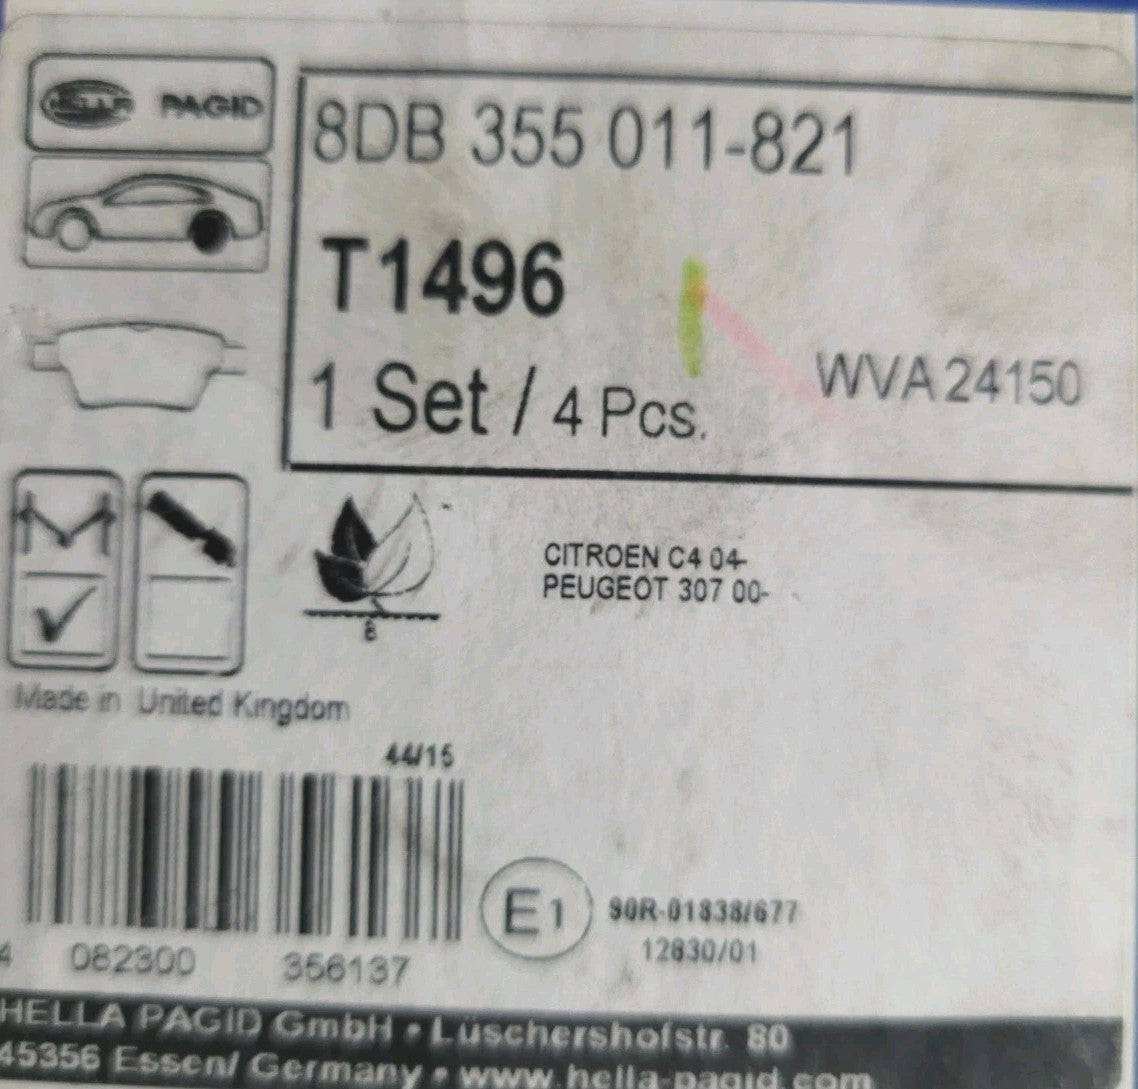 HELLA PAGID
8DB 355 011-821
T1496
1 Set / 4 Pcs.
WVA 24150
CITROEN C4 04-
PEUGEOT 307 00-
Made in United Kingdom
44/15
E1
90R-01838/677
12830/01
4 082300 356137
HELLA PAGID GmbH • Lüschershofstr. 80
45356 Essen/ Germany • www.hella-pagid.com